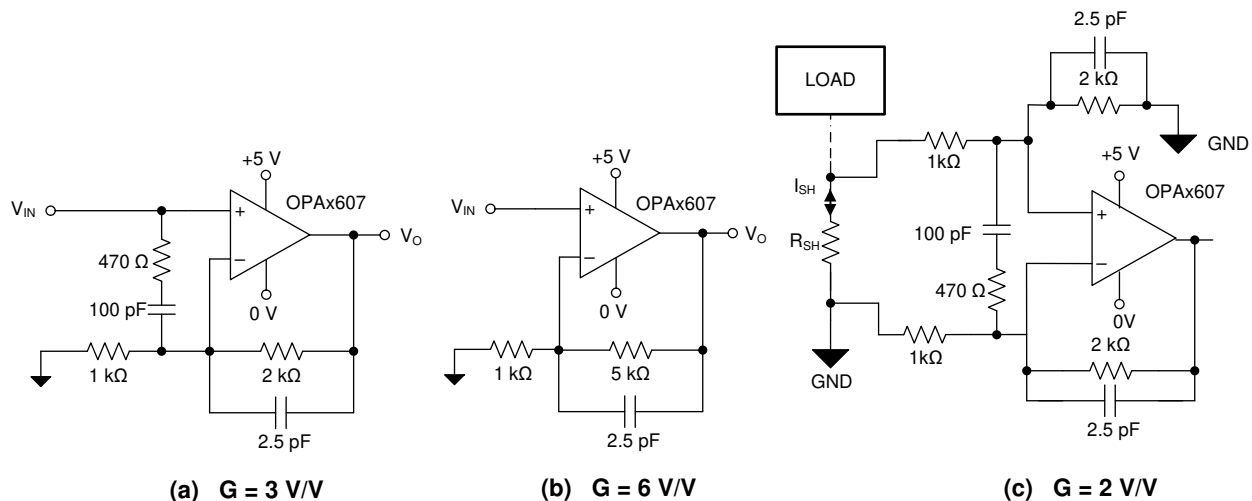 V_IN
470 Ω
100 pF
1 kΩ
+5 V
OPAx607
+
−
0 V
V_O
2 kΩ
2.5 pF
(a) G = 3 V/V
V_IN
+5 V
OPAx607
+
−
0 V
V_O
1 kΩ
5 kΩ
2.5 pF
(b) G = 6 V/V
LOAD
I_SH
R_SH
GND
1kΩ
1kΩ
100 pF
470 Ω
2.5 pF
2 kΩ
GND
+5 V
OPAx607
+
−
0V
2 kΩ
2.5 pF
(c) G = 2 V/V